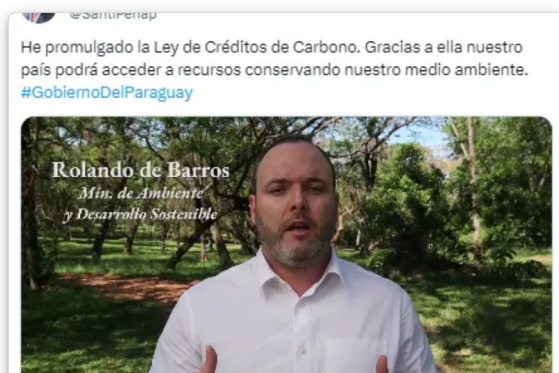 @SantiPenap
He promulgado la Ley de Créditos de Carbono. Gracias a ella nuestro
país podrá acceder a recursos conservando nuestro medio ambiente.
#GobiernoDelParaguay
Rolando de Barros
Min. de Ambiente
y Desarrollo Sostenible